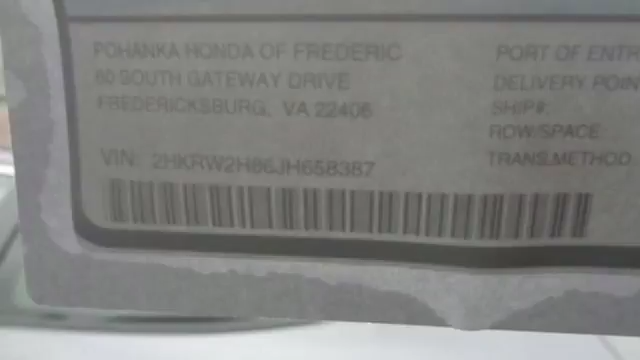 POHANKA HONDA OF FREDERIC
60 SOUTH GATEWAY DRIVE
FREDERICKSBURG, VA 22406
VIN: 2HKRW2H86JH658387
PORT OF ENTR
DELIVERY POIN
SHIP#:
ROW/SPACE
TRANS.METHOD